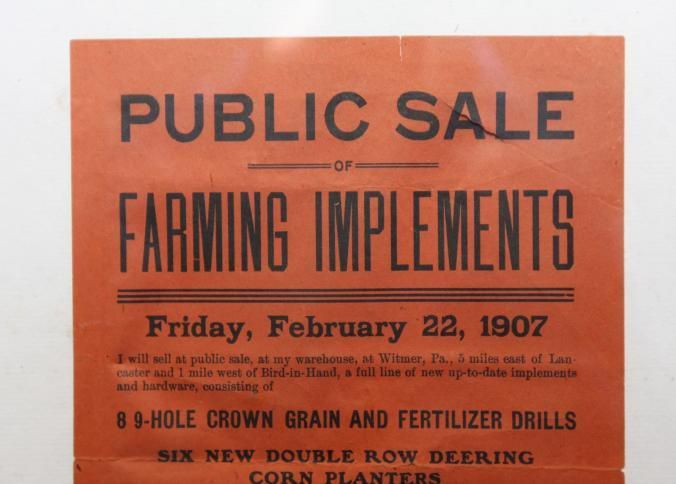 PUBLIC SALE
OF
FARMING IMPLEMENTS
Friday, February 22, 1907
I will sell at public sale, at my warehouse, at Witmer, Pa., 5 miles east of Lan-
caster and 1 mile west of Bird-in-Hand, a full line of new up-to-date implements
and hardware, consisting of
8 9-HOLE CROWN GRAIN AND FERTILIZER DRILLS
SIX NEW DOUBLE ROW DEERING
CORN PLANTERS